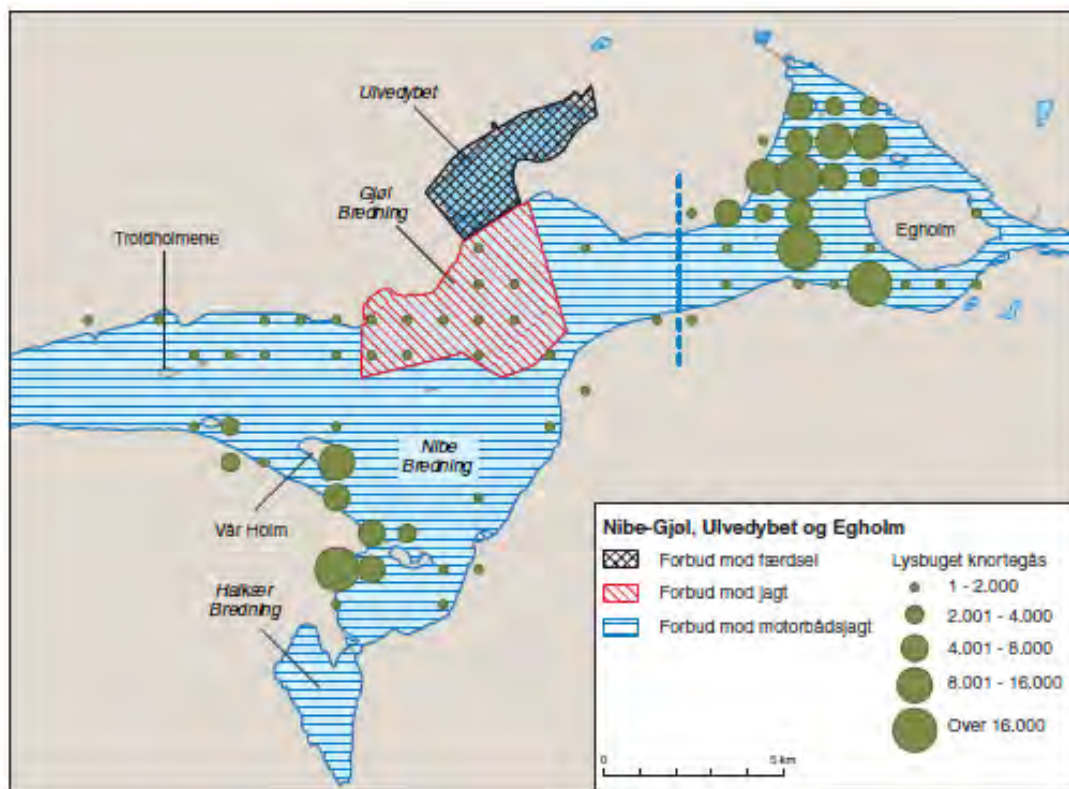 Ulvedybet
Gjøl
Bredning
Troldholmene
Egholm
Nibe
Bredning
Vår Holm
Halkær
Bredning
Nibe-Gjøl, Ulvedybet og Egholm
Forbud mod færdsel
Forbud mod jagt
Forbud mod motorbådsjagt
Lysbuget knortegås
1 - 2.000
2.001 - 4.000
4.001 - 8.000
8.001 - 16.000
Over 16.000
0
5 km